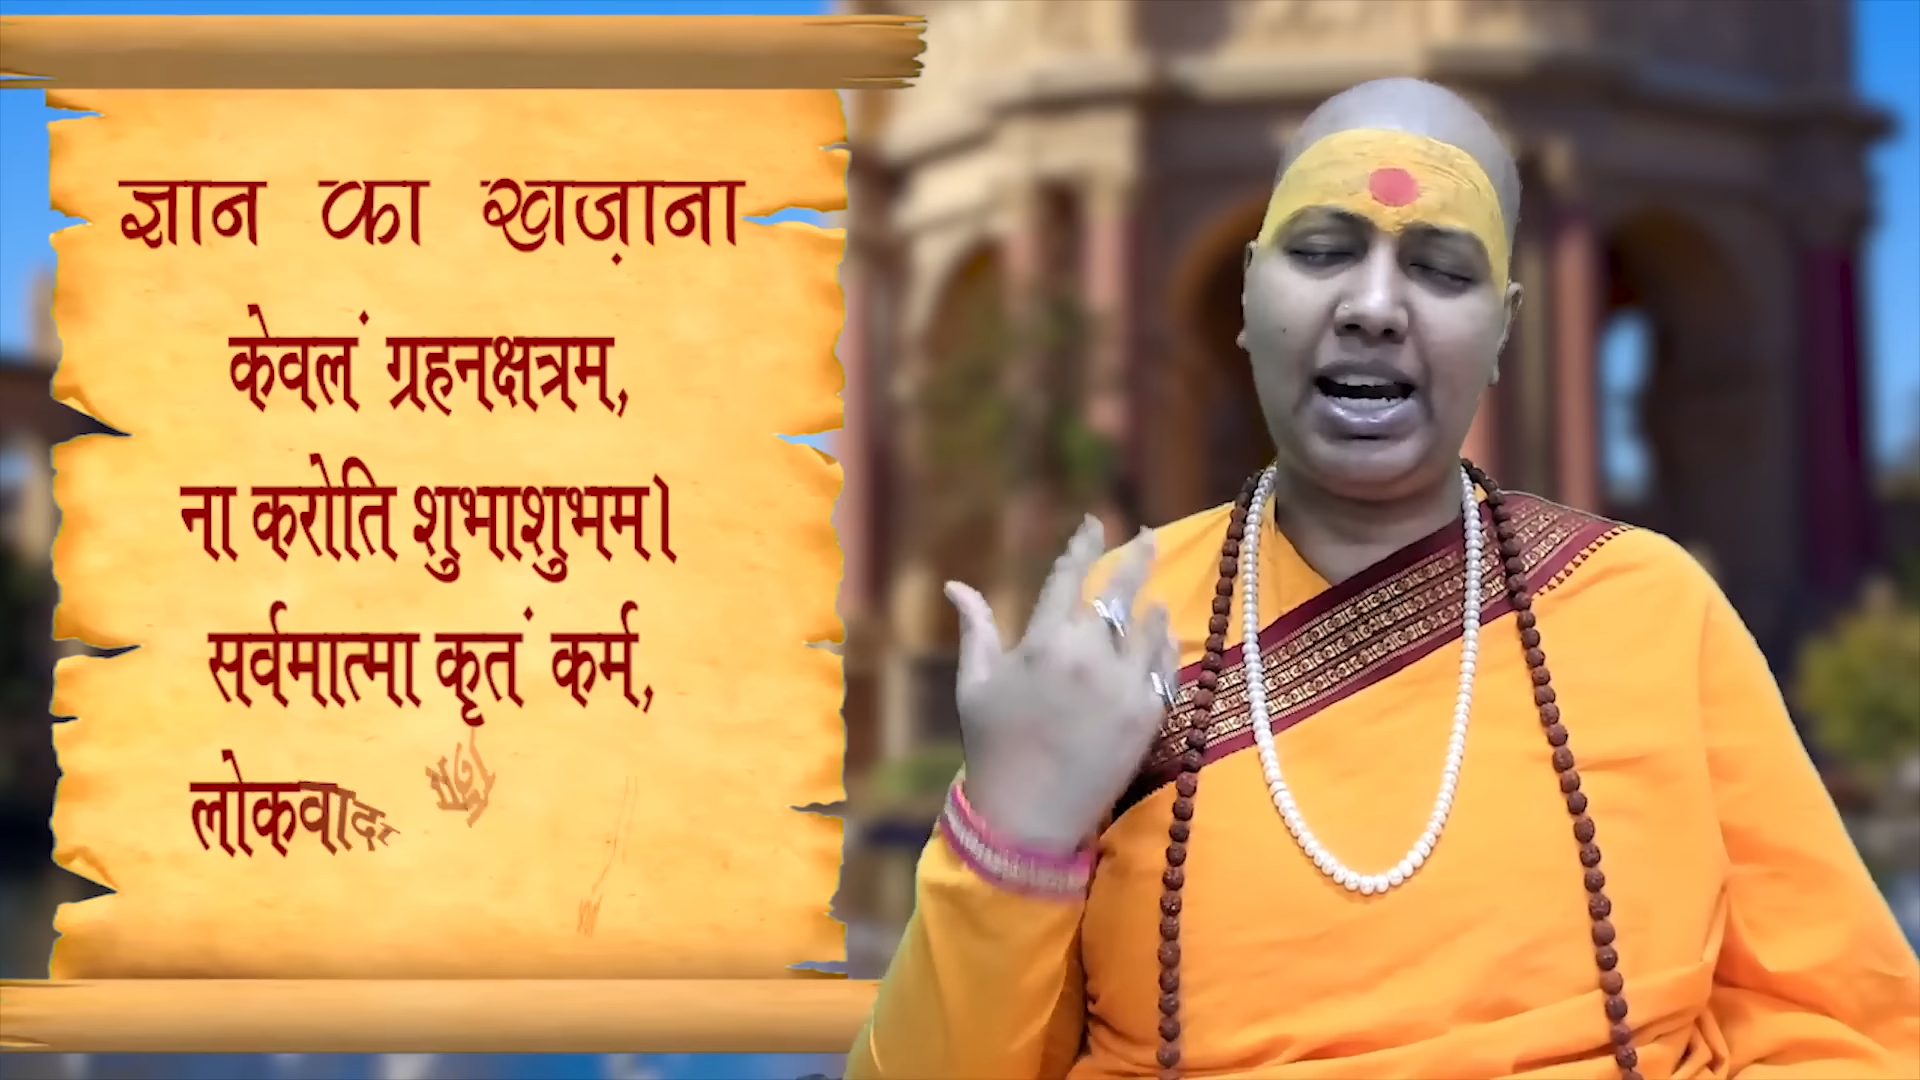 ज्ञान का खज़ाना
केवलं ग्रहनक्षत्रम,
ना करोति शुभाशुभम।
सर्वमात्मा कृतं कर्म,